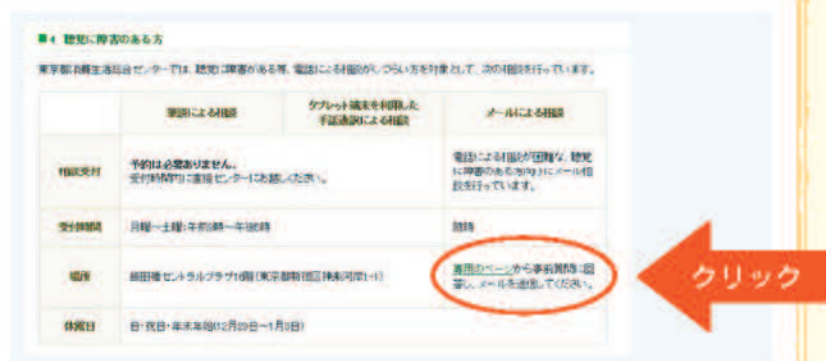 ■4 聴覚に障害のある方
東京都消費生活総合センターでは、聴覚に障害がある等、電話による相談がしづらい方を対象として、次の相談を行っています。
筆談による相談
タブレット端末を利用した
手話通訳による相談
メールによる相談
相談受付
予約は必要ありません。
受付時間内に直接センターにお越しください。
電話による相談が困難な、聴覚
に障害のある方向けにメール相
談を行っています。
受付時間
月曜~土曜:午前9時~午後5時
随時
場所
飯田橋セントラルプラザ16階(東京都新宿区神楽河岸1-1)
専用のページから事前質問に回
答し、メールを送信してください。
クリック
休業日
日・祝日・年末年始(12月29日~1月3日)